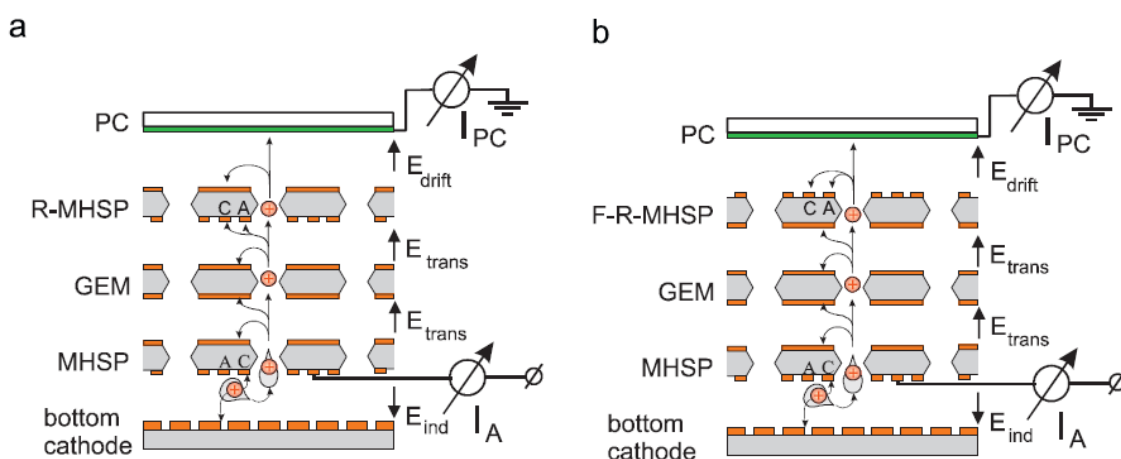 a
PC
I PC
E drift
R-MHSP
C A
E trans
GEM
E trans
MHSP
A C
E ind
I A
bottom
cathode
b
PC
I PC
E drift
F-R-MHSP
C A
E trans
GEM
E trans
MHSP
A C
E ind
I A
bottom
cathode